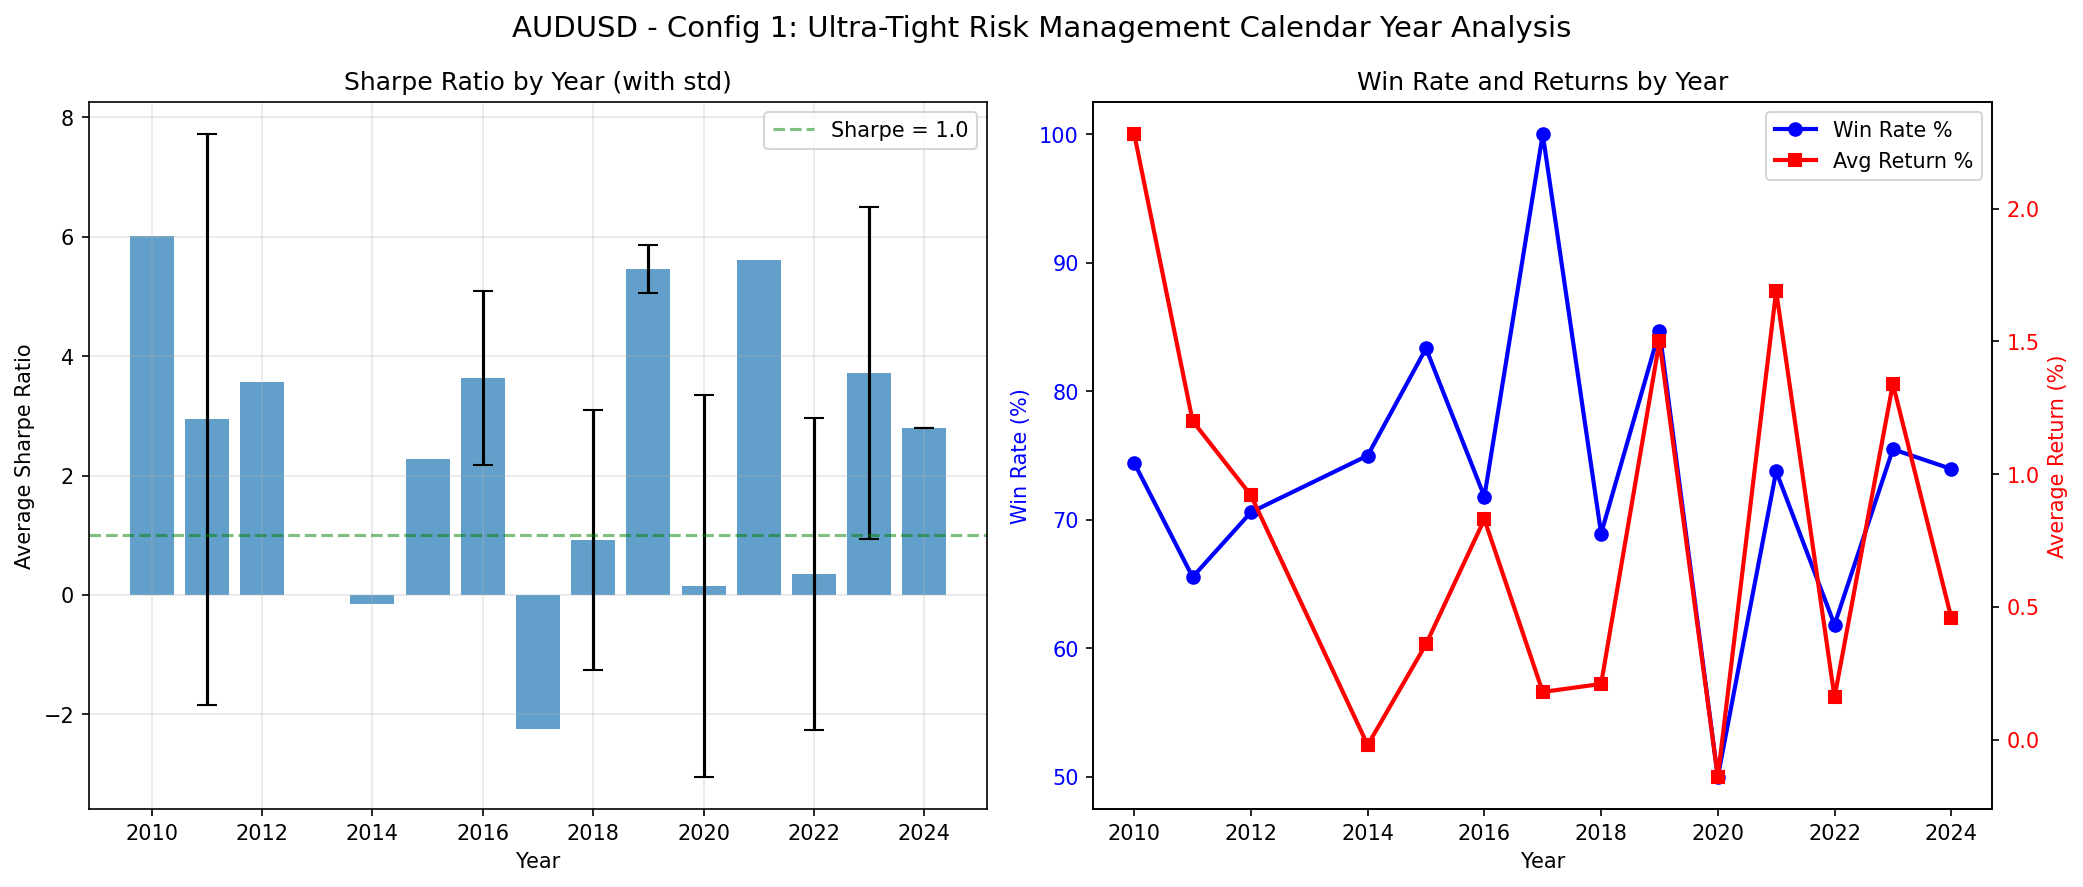 AUDUSD - Config 1: Ultra-Tight Risk Management Calendar Year Analysis
Sharpe Ratio by Year (with std)
Sharpe = 1.0
Average Sharpe Ratio
8
6
4
2
0
−2
2010 2012 2014 2016 2018 2020 2022 2024
Year
Win Rate and Returns by Year
Win Rate %
Avg Return %
Win Rate (%)
100
90
80
70
60
50
2.0
1.5
1.0
0.5
0.0
Average Return (%)
2010 2012 2014 2016 2018 2020 2022 2024
Year